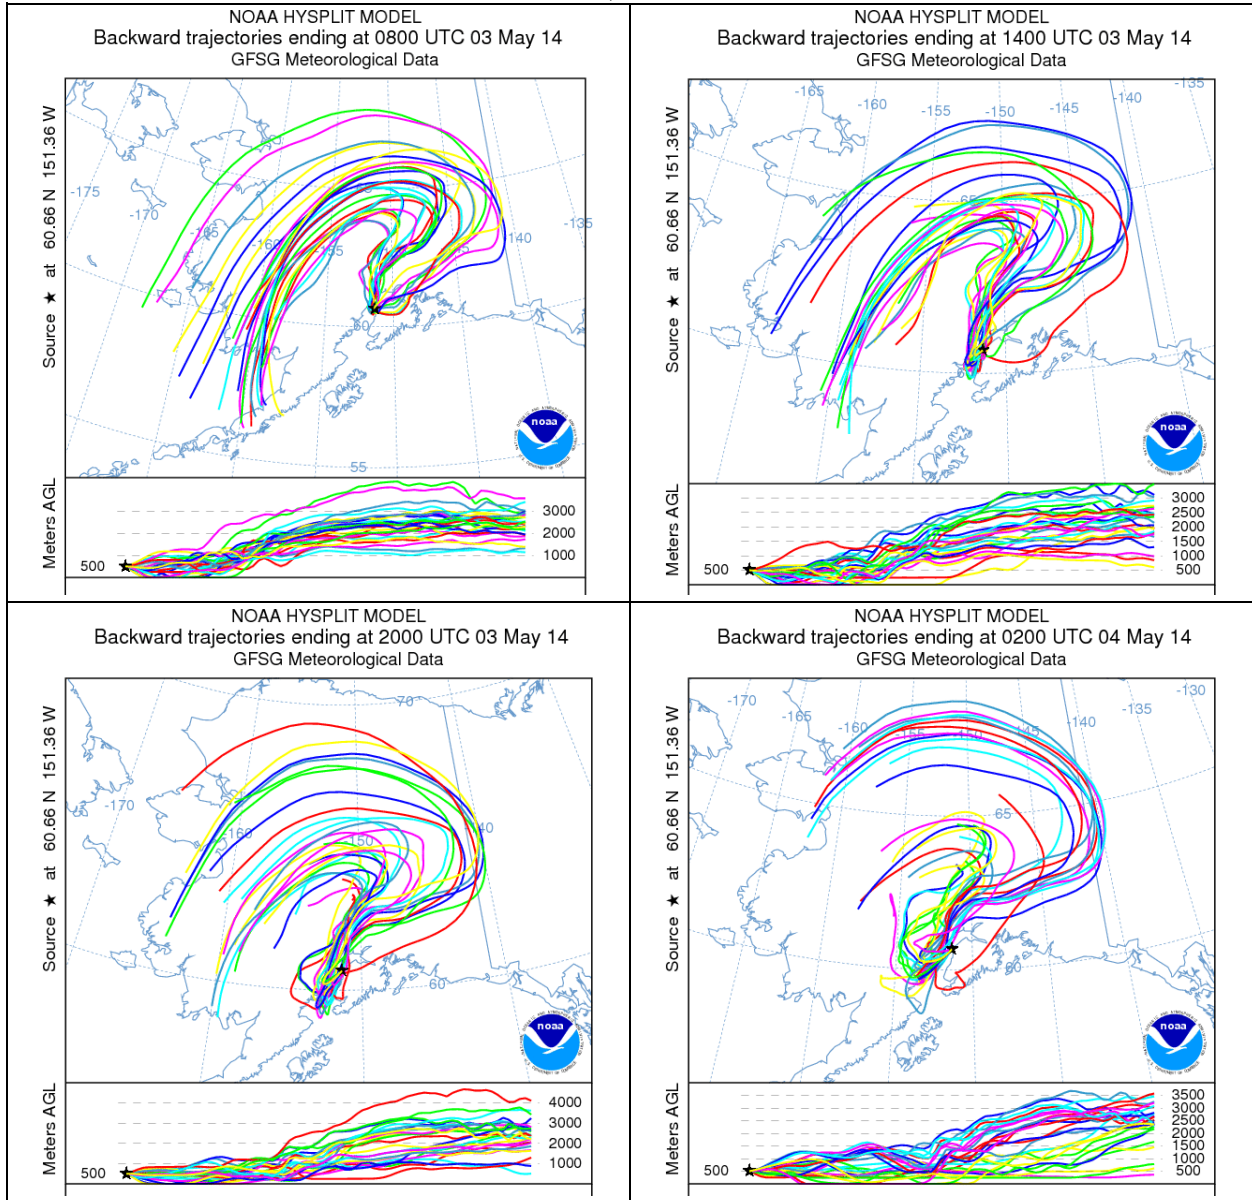 NOAA HYSPLIT MODEL
Backward trajectories ending at 0800 UTC 03 May 14
GFSG Meteorological Data
Source ★ at 60.66 N 151.36 W
-175
-170
-165
-160
-155
140
-135
60
55
noaa
Meters AGL
500
3000
2000
1000
NOAA HYSPLIT MODEL
Backward trajectories ending at 1400 UTC 03 May 14
GFSG Meteorological Data
Source ★ at 60.66 N 151.36 W
-165
-160
-155
-150
-145
-140
-135
65
noaa
Meters AGL
500
3000
2500
2000
1500
1000
500
NOAA HYSPLIT MODEL
Backward trajectories ending at 2000 UTC 03 May 14
GFSG Meteorological Data
Source ★ at 60.66 N 151.36 W
70
-170
-160
-150
40
60
noaa
Meters AGL
500
4000
3000
2000
1000
NOAA HYSPLIT MODEL
Backward trajectories ending at 0200 UTC 04 May 14
GFSG Meteorological Data
Source ★ at 60.66 N 151.36 W
-170
-165
-160
-155
-150
-145
-140
-135
-130
65
60
noaa
Meters AGL
500
3500
3000
2500
2000
1500
1000
500